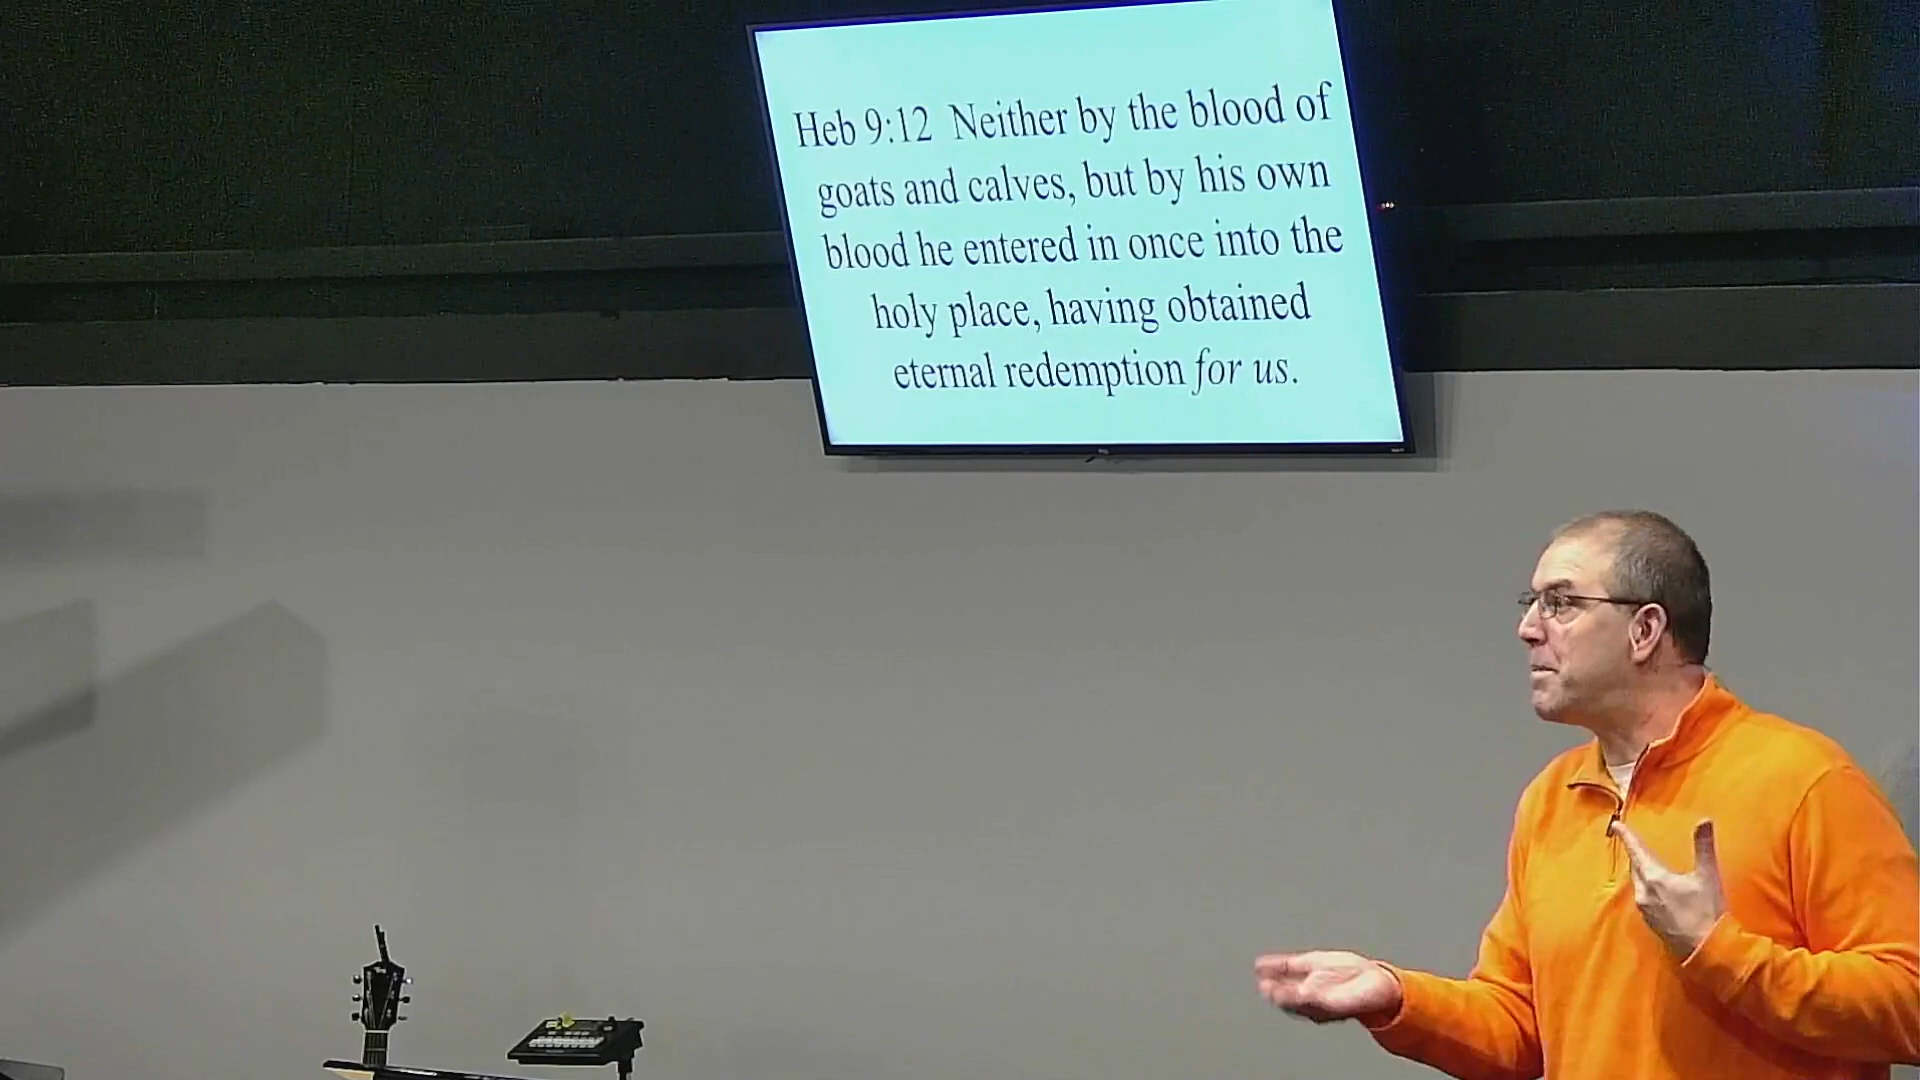 Heb 9:12 Neither by the blood of
goats and calves, but by his own
blood he entered in once into the
holy place, having obtained
eternal redemption for us.